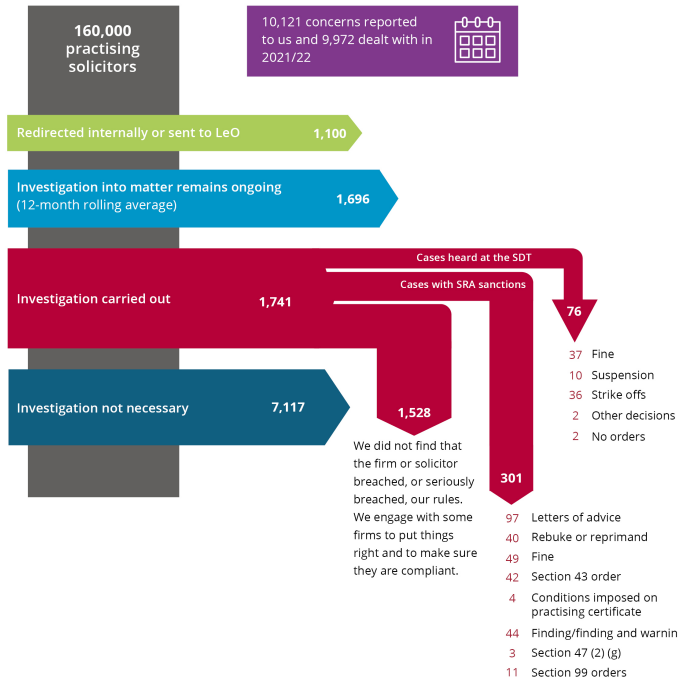 160,000
practising
solicitors
10,121 concerns reported
to us and 9,972 dealt with in
2021/22
Redirected internally or sent to LeO 1,100
Investigation into matter remains ongoing
(12-month rolling average)
1,696
Investigation carried out 1,741
Cases heard at the SDT
Cases with SRA sanctions
76
37 Fine
10 Suspension
36 Strike offs
2 Other decisions
2 No orders
Investigation not necessary 7,117
1,528
We did not find that
the firm or solicitor
breached, or seriously
breached, our rules.
We engage with some
firms to put things
right and to make sure
they are compliant.
301
97 Letters of advice
40 Rebuke or reprimand
49 Fine
42 Section 43 order
4 Conditions imposed on
practising certificate
44 Finding/finding and warnin
3 Section 47 (2) (g)
11 Section 99 orders